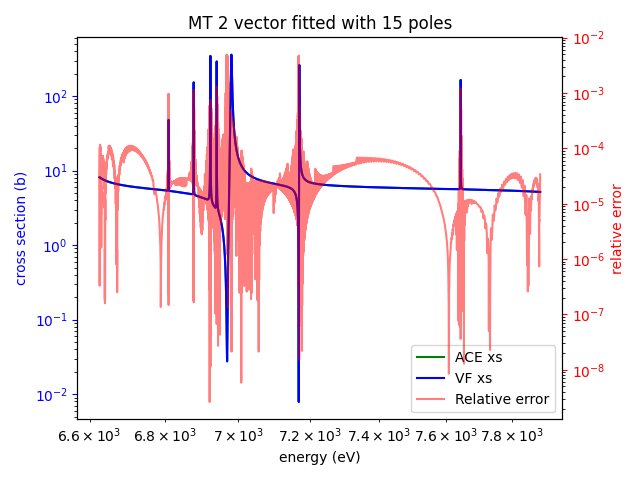 MT 2 vector fitted with 15 poles
cross section (b)
10²
10¹
10⁰
10⁻¹
10⁻²
10⁻²
10⁻³
10⁻⁴
10⁻⁵
10⁻⁶
10⁻⁷
10⁻⁸
relative error
ACE xs
VF xs
Relative error
6.6 × 10³ 6.8 × 10³ 7 × 10³ 7.2 × 10³ 7.4 × 10³ 7.6 × 10³ 7.8 × 10³
energy (eV)